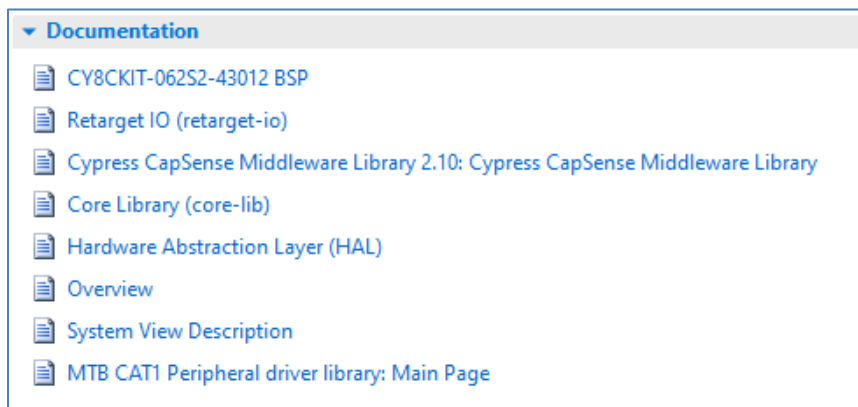 Documentation
CY8CKIT-062S2-43012 BSP
Retarget IO (retarget-io)
Cypress CapSense Middleware Library 2.10: Cypress CapSense Middleware Library
Core Library (core-lib)
Hardware Abstraction Layer (HAL)
Overview
System View Description
MTB CAT1 Peripheral driver library: Main Page